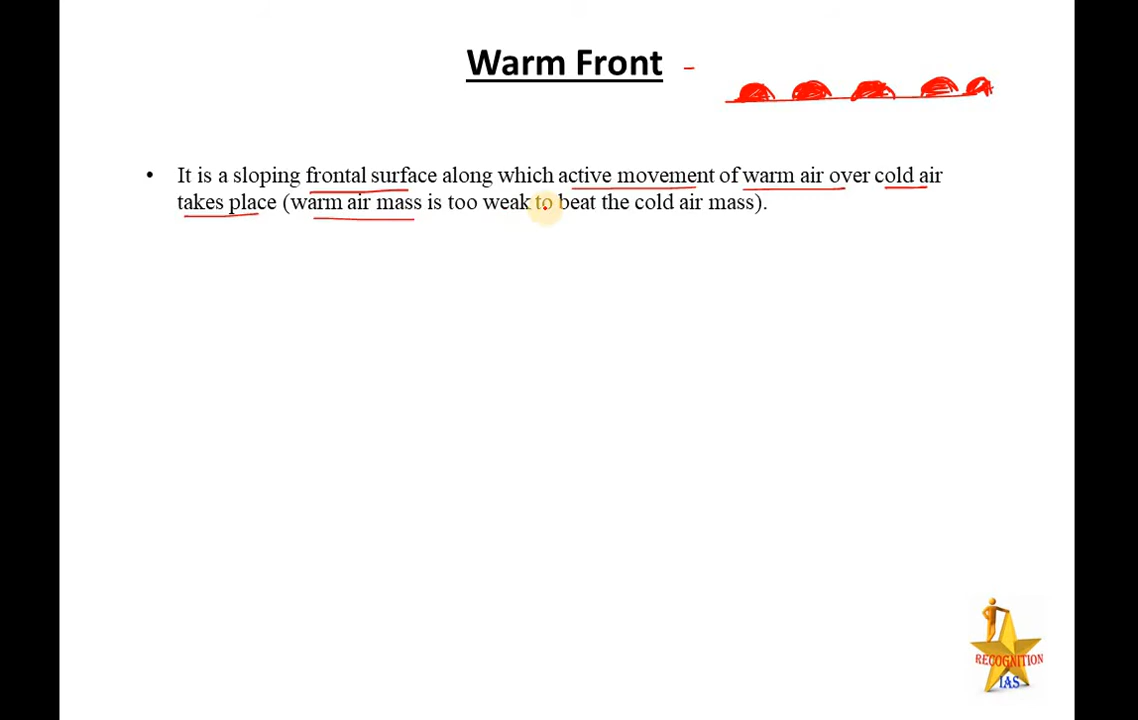 Warm Front -
• It is a sloping frontal surface along which active movement of warm air over cold air
takes place (warm air mass is too weak to beat the cold air mass).
RECOGNITION
IAS